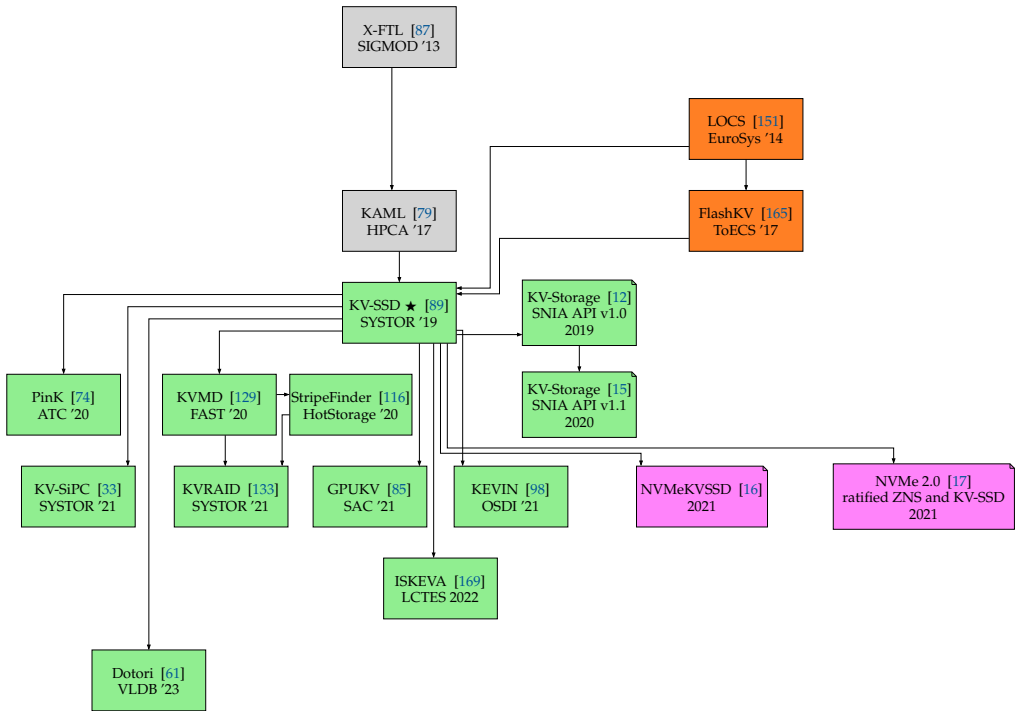 X-FTL [87]
SIGMOD '13
LOCS [151]
EuroSys '14
KAML [79]
HPCA '17
FlashKV [165]
ToECS '17
KV-SSD ★ [89]
SYSTOR '19
KV-Storage [12]
SNIA API v1.0
2019
PinK [74]
ATC '20
KVMD [129]
FAST '20
StripeFinder [116]
HotStorage '20
KV-Storage [15]
SNIA API v1.1
2020
KV-SiPC [33]
SYSTOR '21
KVRAID [133]
SYSTOR '21
GPUKV [85]
SAC '21
KEVIN [98]
OSDI '21
NVMeKVSSD [16]
2021
NVMe 2.0 [17]
ratified ZNS and KV-SSD
2021
ISKEVA [169]
LCTES 2022
Dotori [61]
VLDB '23